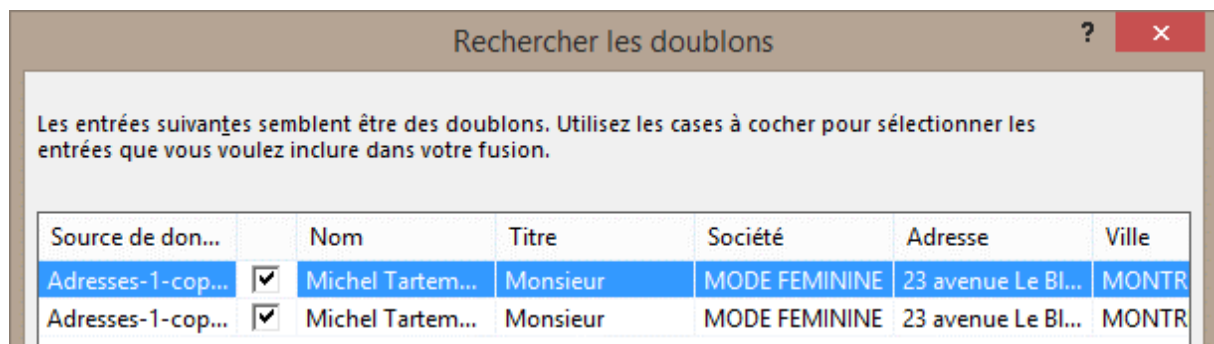 Rechercher les doublons ? ×
Les entrées suivantes semblent être des doublons. Utilisez les cases à cocher pour sélectionner les
entrées que vous voulez inclure dans votre fusion.
Source de don... Nom Titre Société Adresse Ville
Adresses-1-cop... Michel Tartem... Monsieur MODE FEMININE 23 avenue Le Bl... MONTR
Adresses-1-cop... Michel Tartem... Monsieur MODE FEMININE 23 avenue Le Bl... MONTR